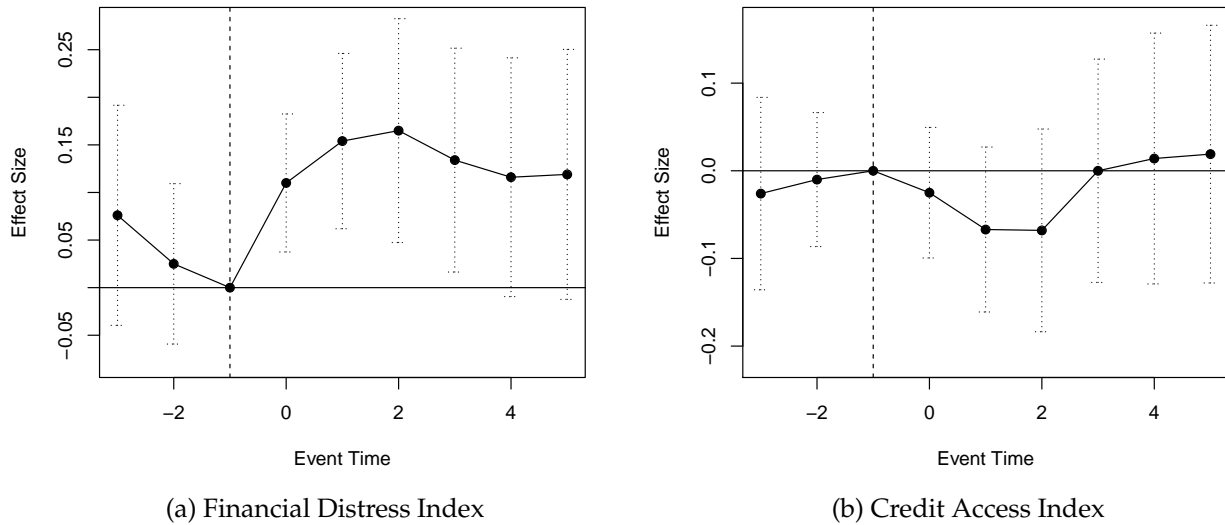 0.25
0.15
0.05
−0.05
Effect Size
−2
0
2
4
Event Time
(a) Financial Distress Index
0.1
0.0
−0.1
−0.2
Effect Size
−2
0
2
4
Event Time
(b) Credit Access Index